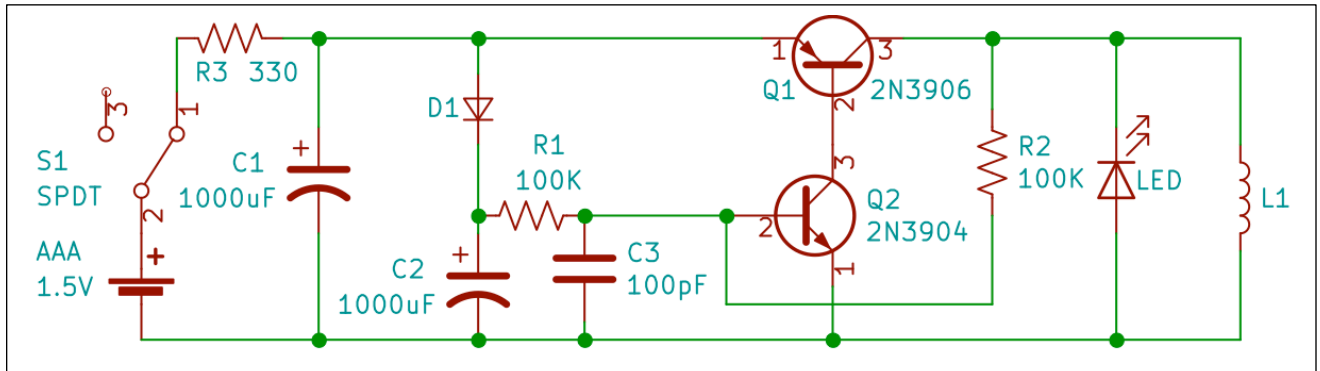 R3 330
3
1
S1
SPDT
2
AAA
1.5V
+
C1
1000uF
+
D1
R1
100K
C2
1000uF
+
C3
100pF
1
3
Q1
2N3906
2
3
Q2
2N3904
2
1
R2
100K
LED
L1